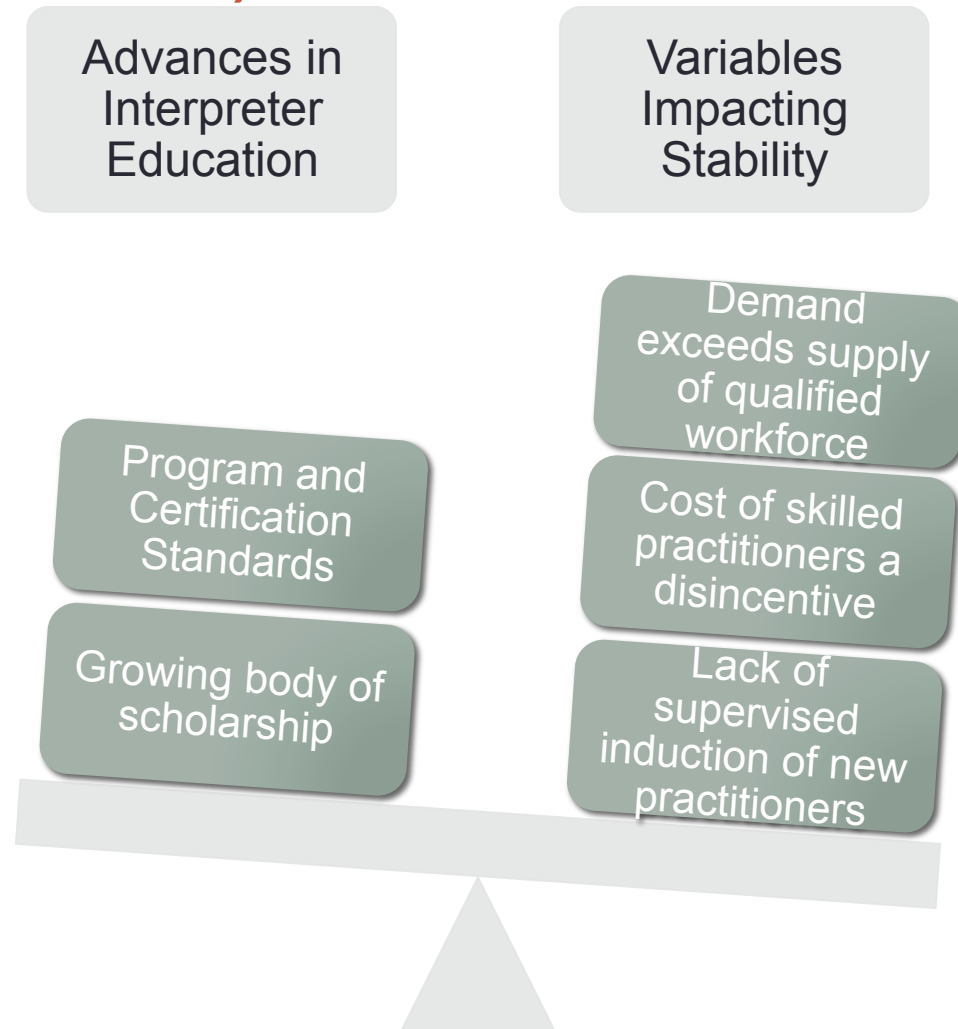 Advances in
Interpreter
Education
Variables
Impacting
Stability
Program and
Certification
Standards
Growing body of
scholarship
Demand
exceeds supply
of qualified
workforce
Cost of skilled
practitioners a
disincentive
Lack of
supervised
induction of new
practitioners